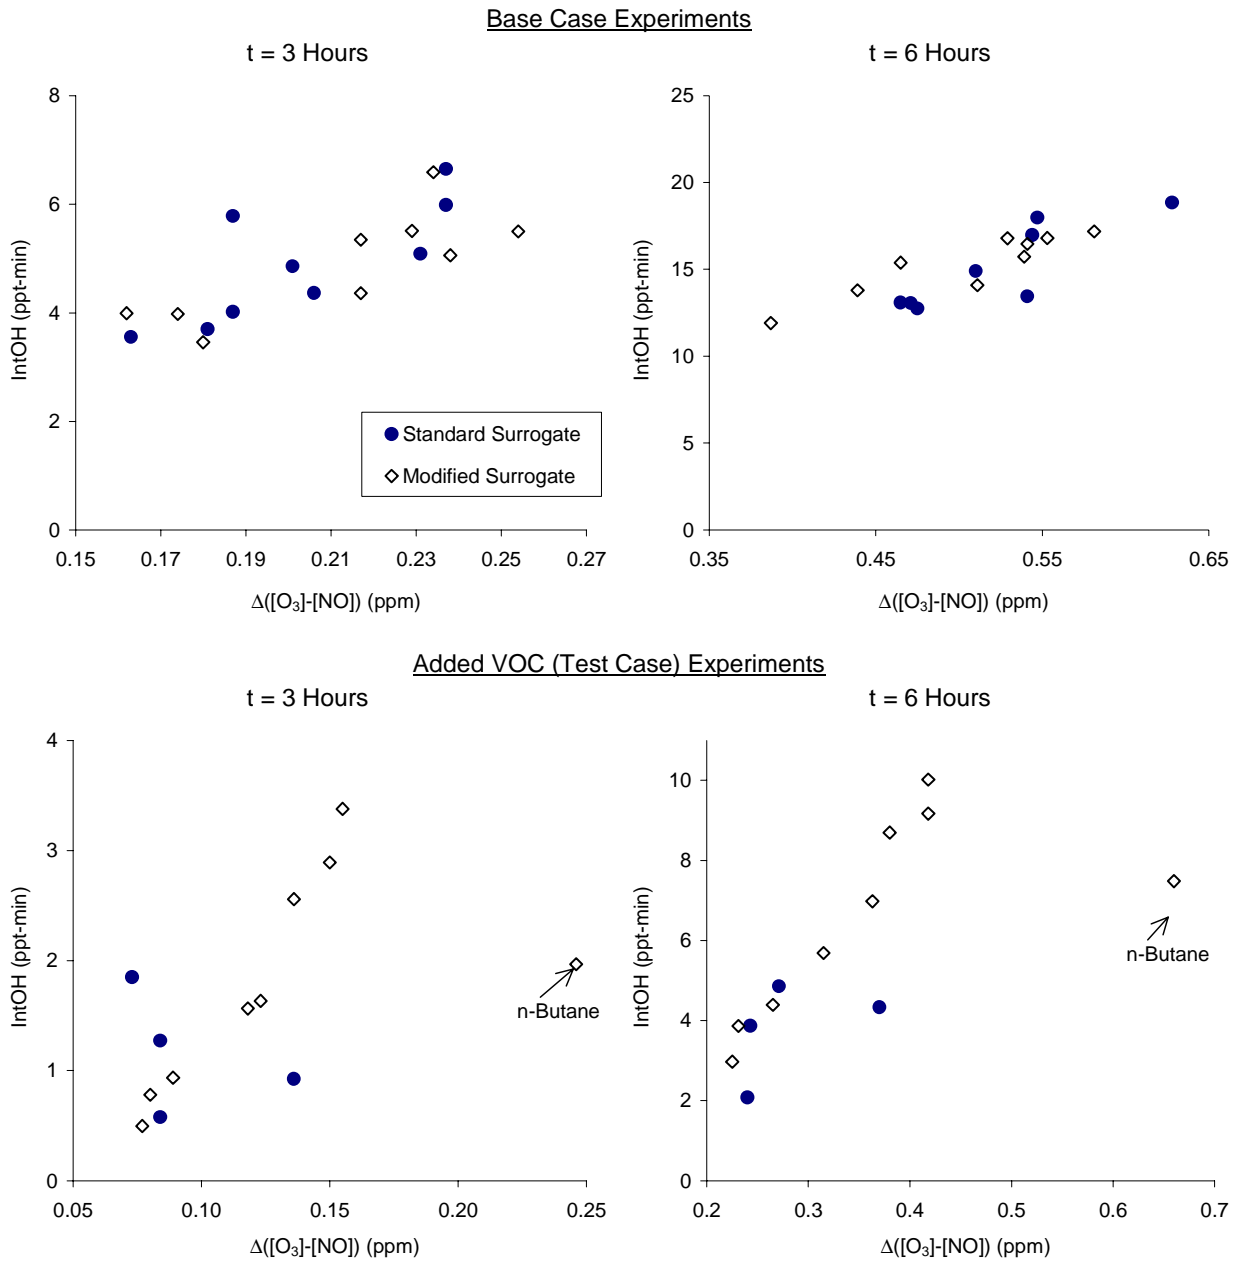 Base Case Experiments
t = 3 Hours
t = 6 Hours
8
6
4
2
0
IntOH (ppt-min)
Standard Surrogate
Modified Surrogate
0.15 0.17 0.19 0.21 0.23 0.25 0.27
Δ([O₃]-[NO]) (ppm)
25
20
15
10
5
0
IntOH (ppt-min)
0.35 0.45 0.55 0.65
Δ([O₃]-[NO]) (ppm)
Added VOC (Test Case) Experiments
t = 3 Hours
t = 6 Hours
4
3
2
1
0
IntOH (ppt-min)
n-Butane
0.05 0.10 0.15 0.20 0.25
Δ([O₃]-[NO]) (ppm)
10
8
6
4
2
0
IntOH (ppt-min)
n-Butane
0.2 0.3 0.4 0.5 0.6 0.7
Δ([O₃]-[NO]) (ppm)